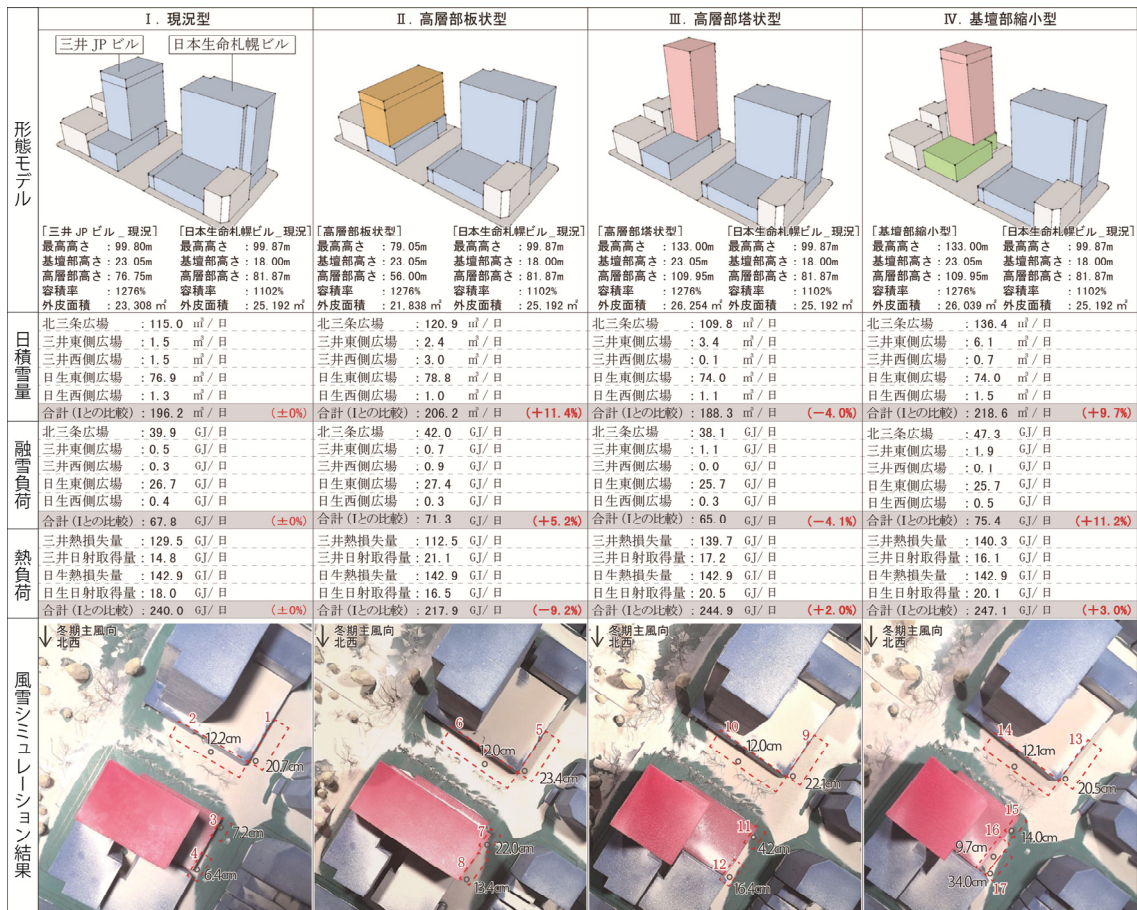 I. 現況型
II. 高層部板状型
III. 高層部塔状型
IV. 基壇部縮小型
形態モデル
三井 JP ビル
日本生命札幌ビル
[三井 JP ビル _ 現況]
最高高さ : 99.80m
基壇部高さ : 23.05m
高層部高さ : 76.75m
容積率 : 1276%
外皮面積 : 23,308 ㎡
[日本生命札幌ビル _ 現況]
最高高さ : 99.87m
基壇部高さ : 18.00m
高層部高さ : 81.87m
容積率 : 1102%
外皮面積 : 25,192 ㎡
[高層部板状型]
最高高さ : 79.05m
基壇部高さ : 23.05m
高層部高さ : 56.00m
容積率 : 1276%
外皮面積 : 21,838 ㎡
[日本生命札幌ビル _ 現況]
最高高さ : 99.87m
基壇部高さ : 18.00m
高層部高さ : 81.87m
容積率 : 1102%
外皮面積 : 25,192 ㎡
[高層部塔状型]
最高高さ : 133.00m
基壇部高さ : 23.05m
高層部高さ : 109.95m
容積率 : 1276%
外皮面積 : 26,254 ㎡
[日本生命札幌ビル _ 現況]
最高高さ : 99.87m
基壇部高さ : 18.00m
高層部高さ : 81.87m
容積率 : 1102%
外皮面積 : 25,192 ㎡
[基壇部縮小型]
最高高さ : 133.00m
基壇部高さ : 23.05m
高層部高さ : 109.95m
容積率 : 1276%
外皮面積 : 26,039 ㎡
[日本生命札幌ビル _ 現況]
最高高さ : 99.87m
基壇部高さ : 18.00m
高層部高さ : 81.87m
容積率 : 1102%
外皮面積 : 25,192 ㎡
日積雪量
北三条広場 : 115.0 ㎥ / 日
三井東側広場 : 1.5 ㎥ / 日
三井西側広場 : 1.5 ㎥ / 日
日生東側広場 : 76.9 ㎥ / 日
日生西側広場 : 1.3 ㎥ / 日
合計 (Iとの比較) : 196.2 ㎥ / 日 (±0%)
北三条広場 : 120.9 ㎥ / 日
三井東側広場 : 2.4 ㎥ / 日
三井西側広場 : 3.0 ㎥ / 日
日生東側広場 : 78.8 ㎥ / 日
日生西側広場 : 1.0 ㎥ / 日
合計 (Iとの比較) : 206.2 ㎥ / 日 (+11.4%)
北三条広場 : 109.8 ㎥ / 日
三井東側広場 : 3.4 ㎥ / 日
三井西側広場 : 0.1 ㎥ / 日
日生東側広場 : 74.0 ㎥ / 日
日生西側広場 : 1.1 ㎥ / 日
合計 (Iとの比較) : 188.3 ㎥ / 日 (−4.0%)
北三条広場 : 136.4 ㎥ / 日
三井東側広場 : 6.1 ㎥ / 日
三井西側広場 : 0.7 ㎥ / 日
日生東側広場 : 74.0 ㎥ / 日
日生西側広場 : 1.5 ㎥ / 日
合計 (Iとの比較) : 218.6 ㎥ / 日 (+9.7%)
融雪負荷
北三条広場 : 39.9 GJ/ 日
三井東側広場 : 0.5 GJ/ 日
三井西側広場 : 0.3 GJ/ 日
日生東側広場 : 26.7 GJ/ 日
日生西側広場 : 0.4 GJ/ 日
合計 (Iとの比較) : 67.8 GJ/ 日 (±0%)
北三条広場 : 42.0 GJ/ 日
三井東側広場 : 0.7 GJ/ 日
三井西側広場 : 0.9 GJ/ 日
日生東側広場 : 27.4 GJ/ 日
日生西側広場 : 0.3 GJ/ 日
合計 (Iとの比較) : 71.3 GJ/ 日 (+5.2%)
北三条広場 : 38.1 GJ/ 日
三井東側広場 : 1.1 GJ/ 日
三井西側広場 : 0.0 GJ/ 日
日生東側広場 : 25.7 GJ/ 日
日生西側広場 : 0.3 GJ/ 日
合計 (Iとの比較) : 65.0 GJ/ 日 (−4.1%)
北三条広場 : 47.3 GJ/ 日
三井東側広場 : 1.9 GJ/ 日
三井西側広場 : 0.1 GJ/ 日
日生東側広場 : 25.7 GJ/ 日
日生西側広場 : 0.5 GJ/ 日
合計 (Iとの比較) : 75.4 GJ/ 日 (+11.2%)
熱負荷
三井熱損失量 : 129.5 GJ/ 日
三井日射取得量 : 14.8 GJ/ 日
日生熱損失量 : 142.9 GJ/ 日
日生日射取得量 : 18.0 GJ/ 日
合計 (Iとの比較) : 240.0 GJ/ 日 (±0%)
三井熱損失量 : 112.5 GJ/ 日
三井日射取得量 : 21.1 GJ/ 日
日生熱損失量 : 142.9 GJ/ 日
日生日射取得量 : 16.5 GJ/ 日
合計 (Iとの比較) : 217.9 GJ/ 日 (−9.2%)
三井熱損失量 : 139.7 GJ/ 日
三井日射取得量 : 17.2 GJ/ 日
日生熱損失量 : 142.9 GJ/ 日
日生日射取得量 : 20.5 GJ/ 日
合計 (Iとの比較) : 244.9 GJ/ 日 (+2.0%)
三井熱損失量 : 140.3 GJ/ 日
三井日射取得量 : 16.1 GJ/ 日
日生熱損失量 : 142.9 GJ/ 日
日生日射取得量 : 20.1 GJ/ 日
合計 (Iとの比較) : 247.1 GJ/ 日 (+3.0%)
風雪シミュレーション結果
冬期主風向
北西
2
1
12.2cm
20.7cm
3
7.2cm
4
6.4cm
冬期主風向
北西
6
5
12.0cm
23.4cm
7
22.0cm
8
13.4cm
冬期主風向
北西
10
9
12.0cm
22.1cm
11
4.2cm
12
16.4cm
冬期主風向
北西
14
13
12.1cm
20.5cm
15
14.0cm
16
9.7cm
34.0cm
17